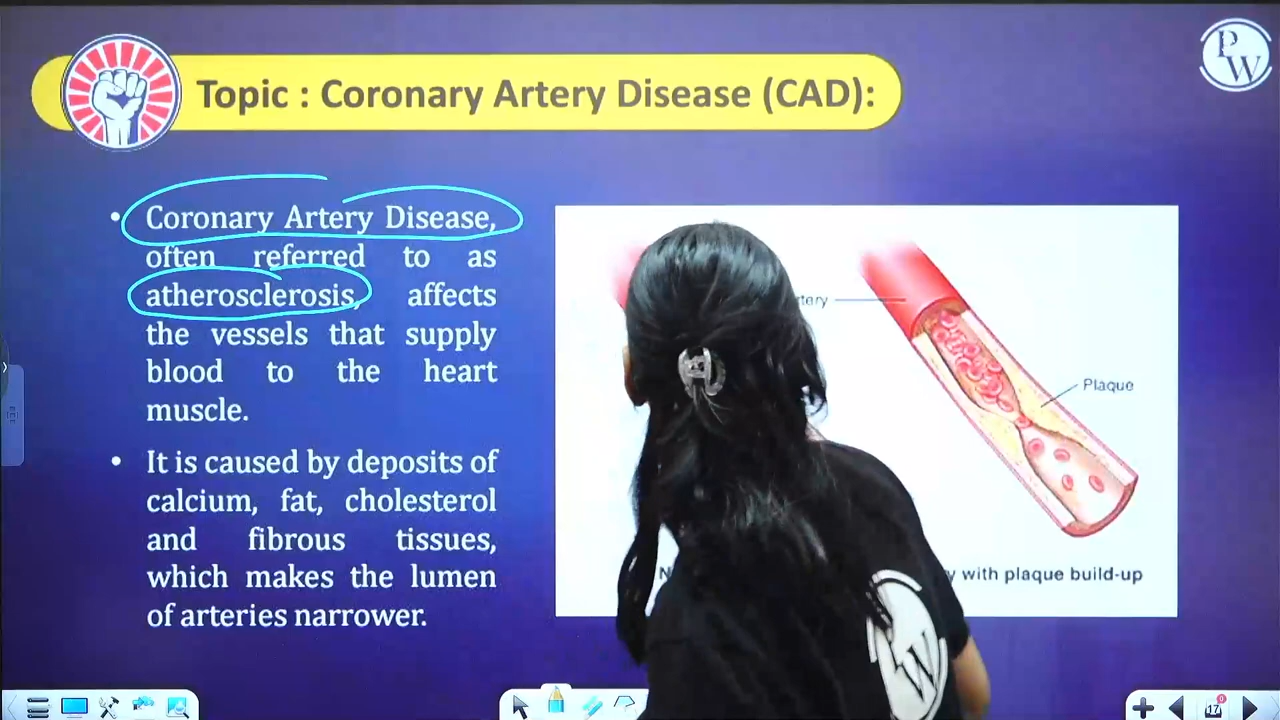 PW
Topic : Coronary Artery Disease (CAD):
• Coronary Artery Disease,
often referred to as
atherosclerosis, affects
the vessels that supply
blood to the heart
muscle.
• It is caused by deposits of
calcium, fat, cholesterol
and fibrous tissues,
which makes the lumen
of arteries narrower.
tery
Plaque
N
y with plaque build-up
W
17